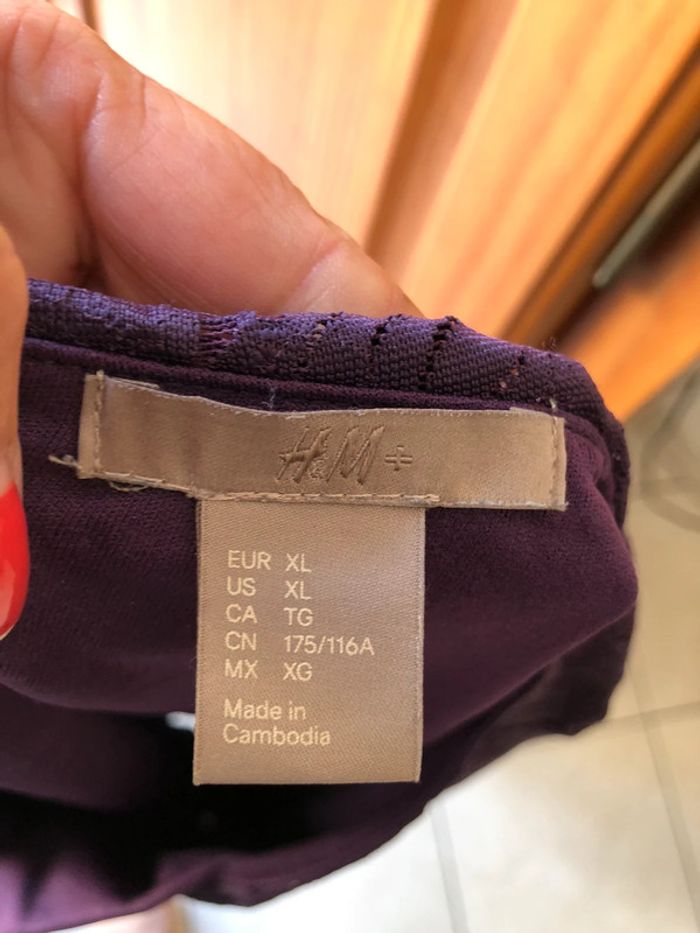 H&M+
EUR XL
US XL
CA TG
CN 175/116A
MX XG
Made in
Cambodia